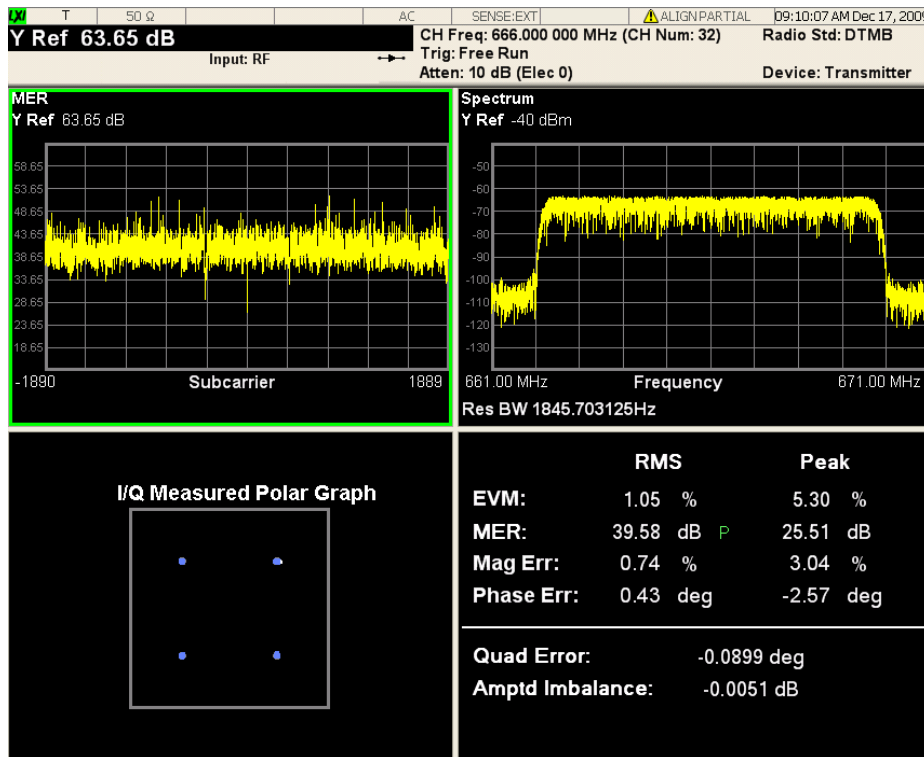 LXI T 50 Ω AC SENSE:EXT ALIGN PARTIAL 09:10:07 AM Dec 17, 2009
Y Ref 63.65 dB
Input: RF
CH Freq: 666.000 000 MHz (CH Num: 32)
Trig: Free Run
Atten: 10 dB (Elec 0)
Radio Std: DTMB
Device: Transmitter
MER
Y Ref 63.65 dB
58.65
53.65
48.65
43.65
38.65
33.65
28.65
23.65
18.65
-1890 Subcarrier 1889
Spectrum
Y Ref -40 dBm
-50
-60
-70
-80
-90
-100
-110
-120
-130
661.00 MHz Frequency 671.00 MHz
Res BW 1845.703125Hz
I/Q Measured Polar Graph
RMS Peak
EVM: 1.05 % 5.30 %
MER: 39.58 dB P 25.51 dB
Mag Err: 0.74 % 3.04 %
Phase Err: 0.43 deg -2.57 deg
Quad Error: -0.0899 deg
Amptd Imbalance: -0.0051 dB